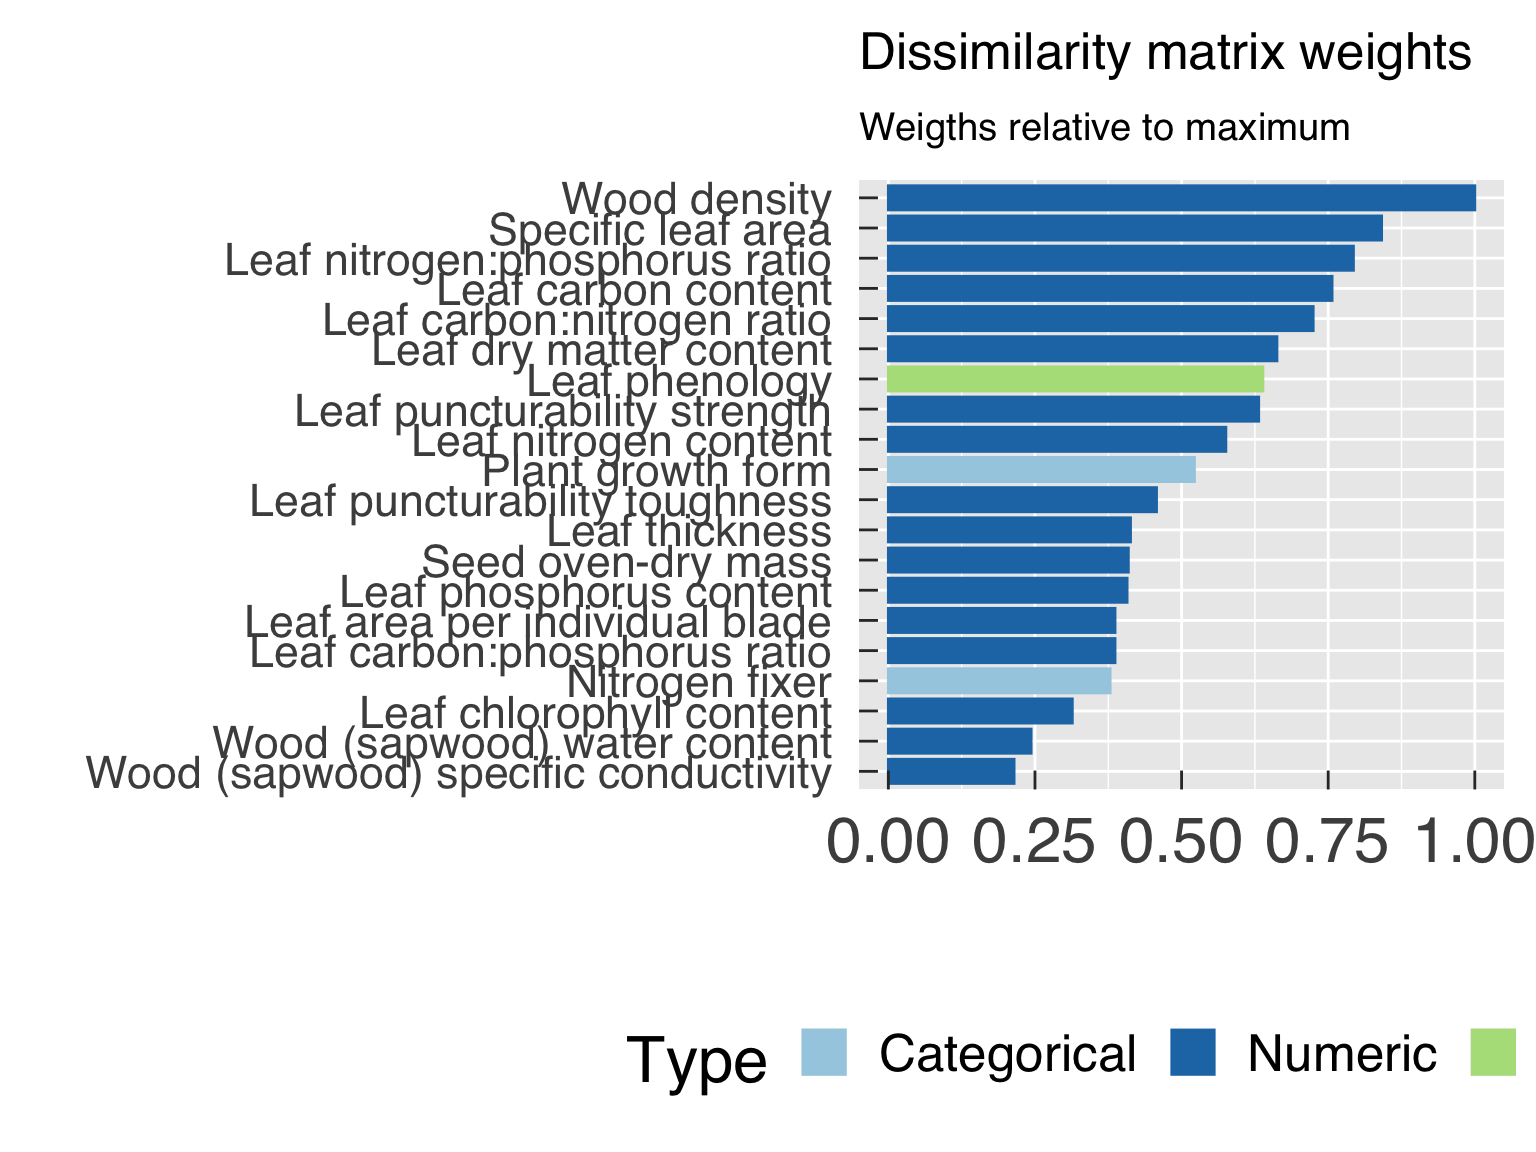 Dissimilarity matrix weights
Weigths relative to maximum
Wood density
Specific leaf area
Leaf nitrogen:phosphorus ratio
Leaf carbon content
Leaf carbon:nitrogen ratio
Leaf dry matter content
Leaf phenology
Leaf puncturability strength
Leaf nitrogen content
Plant growth form
Leaf puncturability toughness
Leaf thickness
Seed oven-dry mass
Leaf phosphorus content
Leaf area per individual blade
Leaf carbon:phosphorus ratio
Nitrogen fixer
Leaf chlorophyll content
Wood (sapwood) water content
Wood (sapwood) specific conductivity
0.00 0.25 0.50 0.75 1.00
Type Categorical Numeric